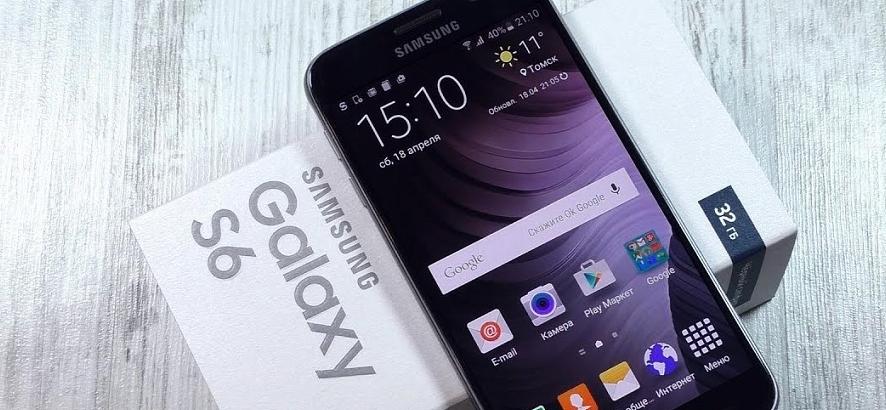 SAMSUNG
40% 21:10
11°
Томск
Обновл. 18.04 21:05
15:10
сб, 18 апреля
Google
Скажите Ok Google
E-mail
Камера
Play Маркет
Google
Интернет
Меню
SAMSUNG
Galaxy
S6
32 ГБ